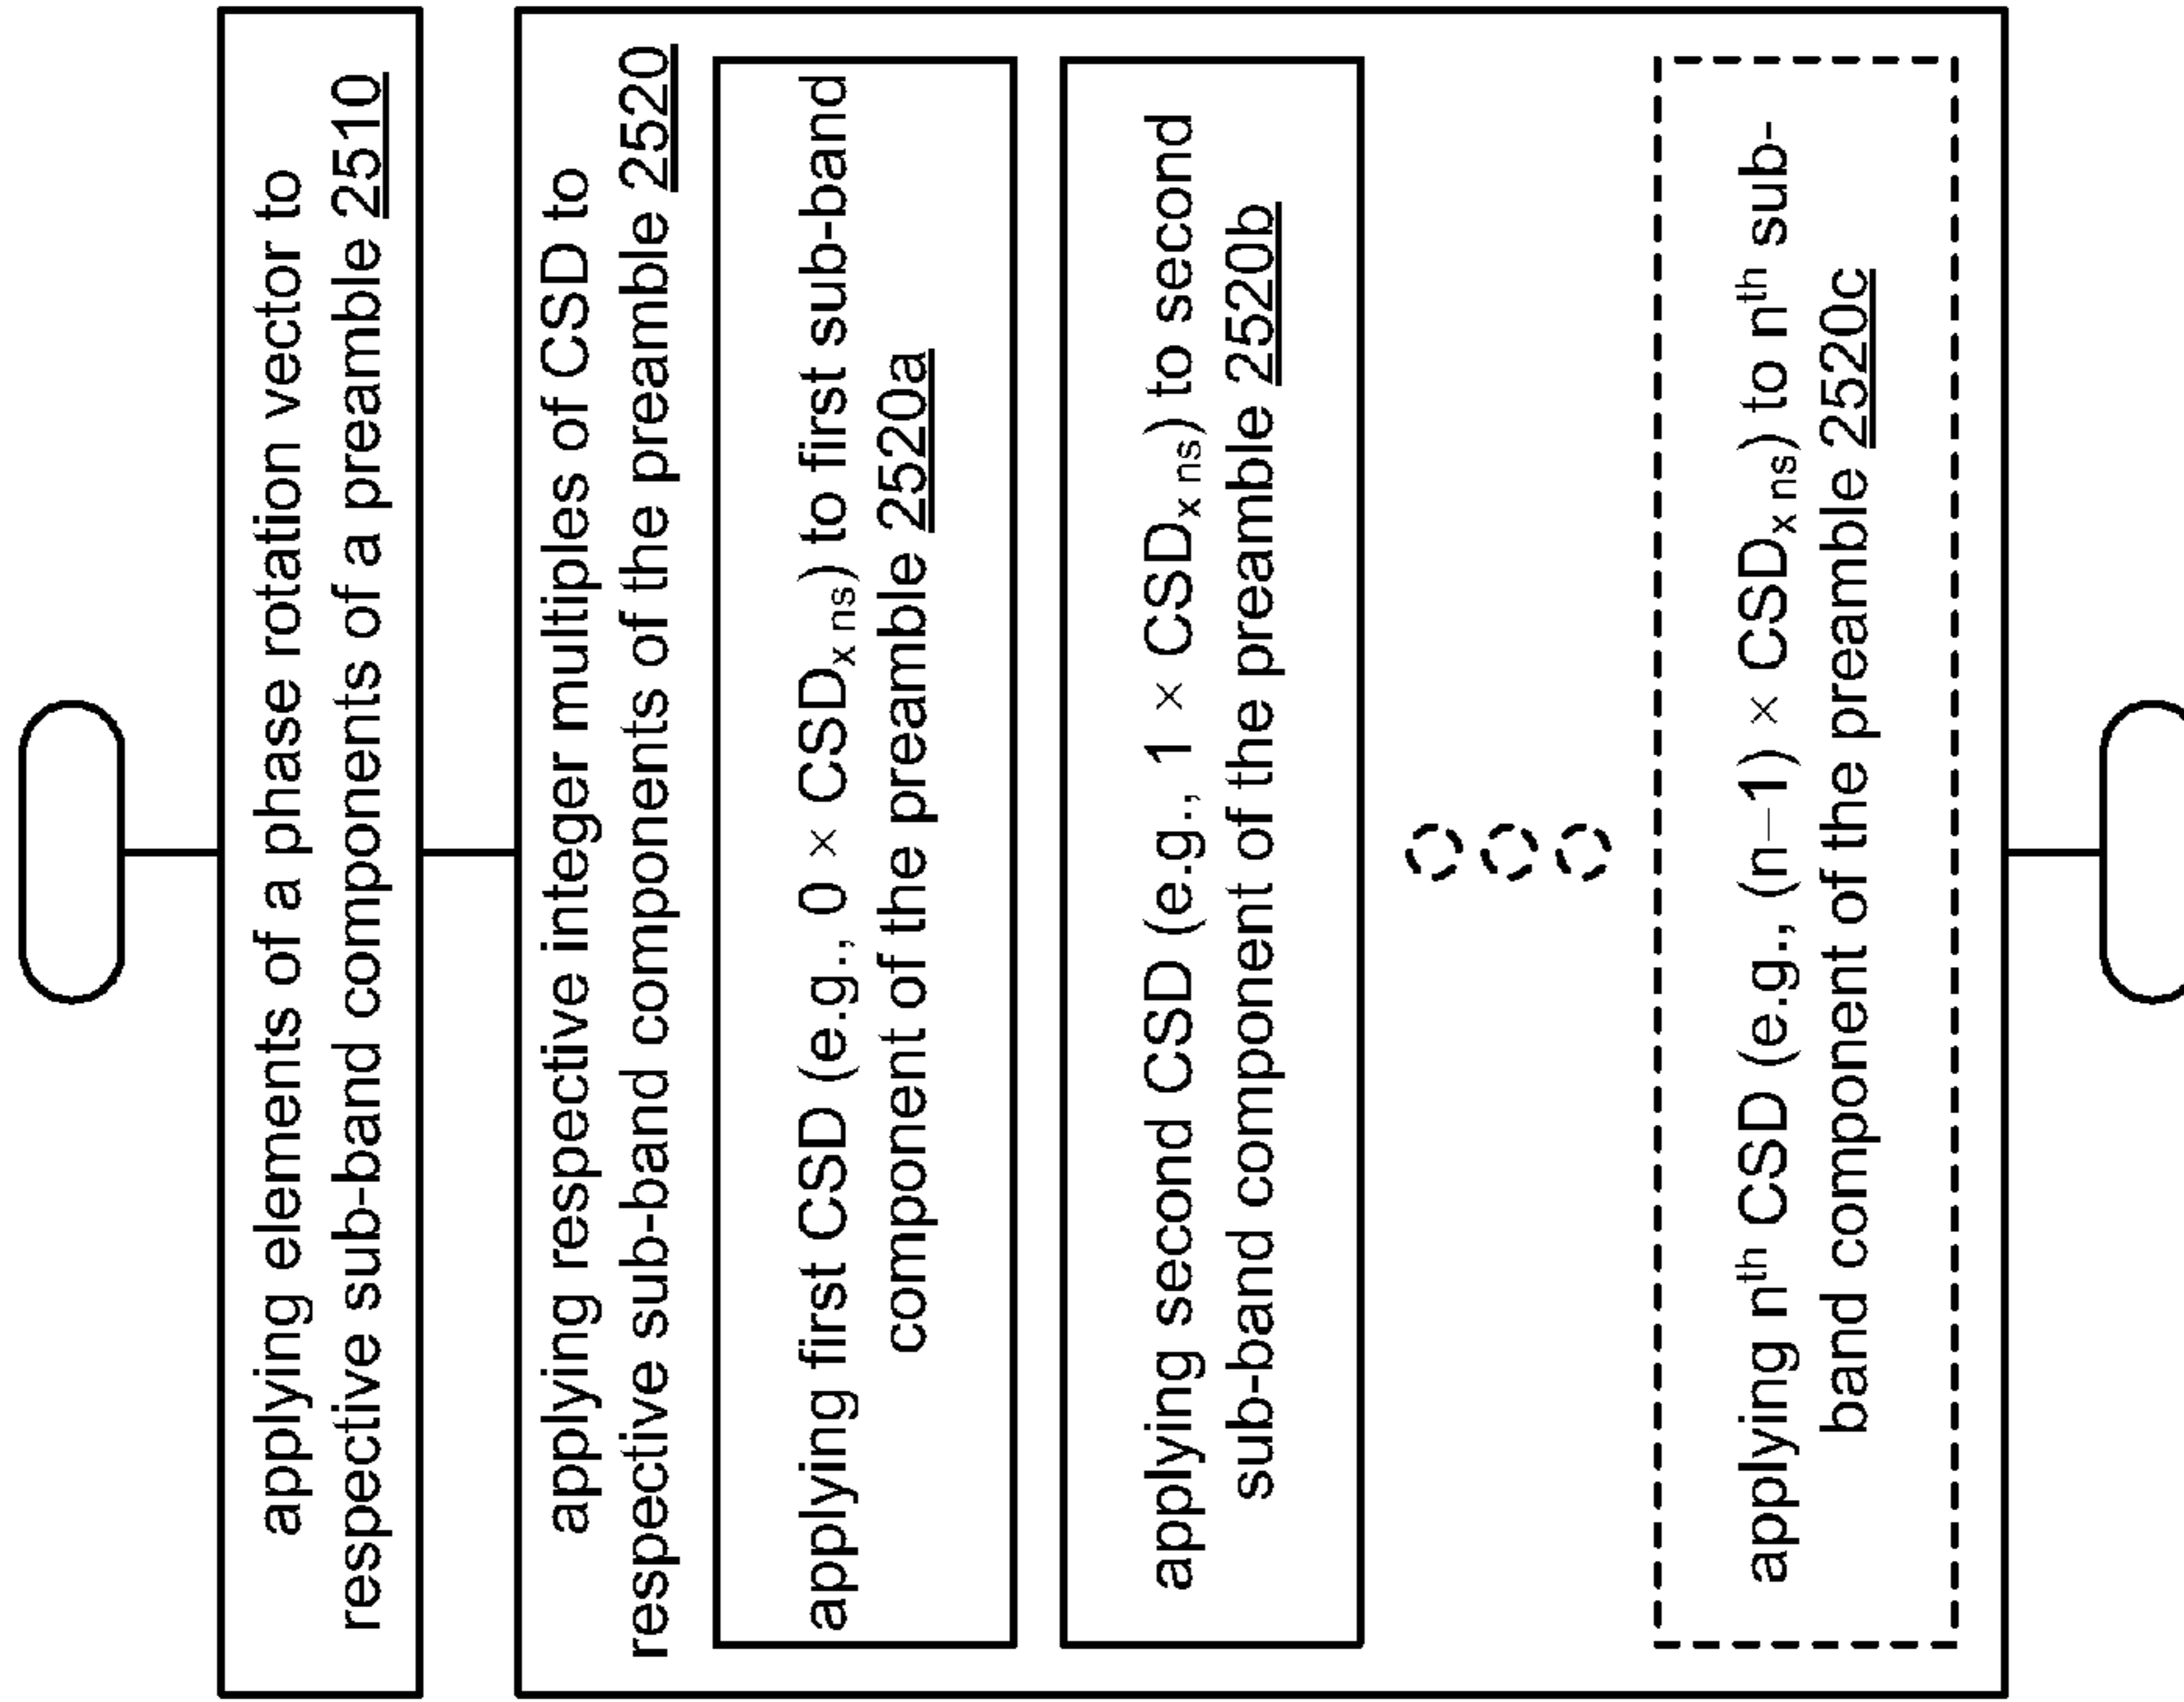 applying elements of a phase rotation vector to
respective sub-band components of a preamble 2510
applying respective integer multiples of CSD to
respective sub-band components of the preamble 2520
applying first CSD (e.g., 0 × CSDx ns) to first sub-band
component of the preamble 2520a
applying second CSD (e.g., 1 × CSDx ns) to second
sub-band component of the preamble 2520b
applying nth CSD (e.g., (n−1) × CSDx ns) to nth sub-
band component of the preamble 2520c